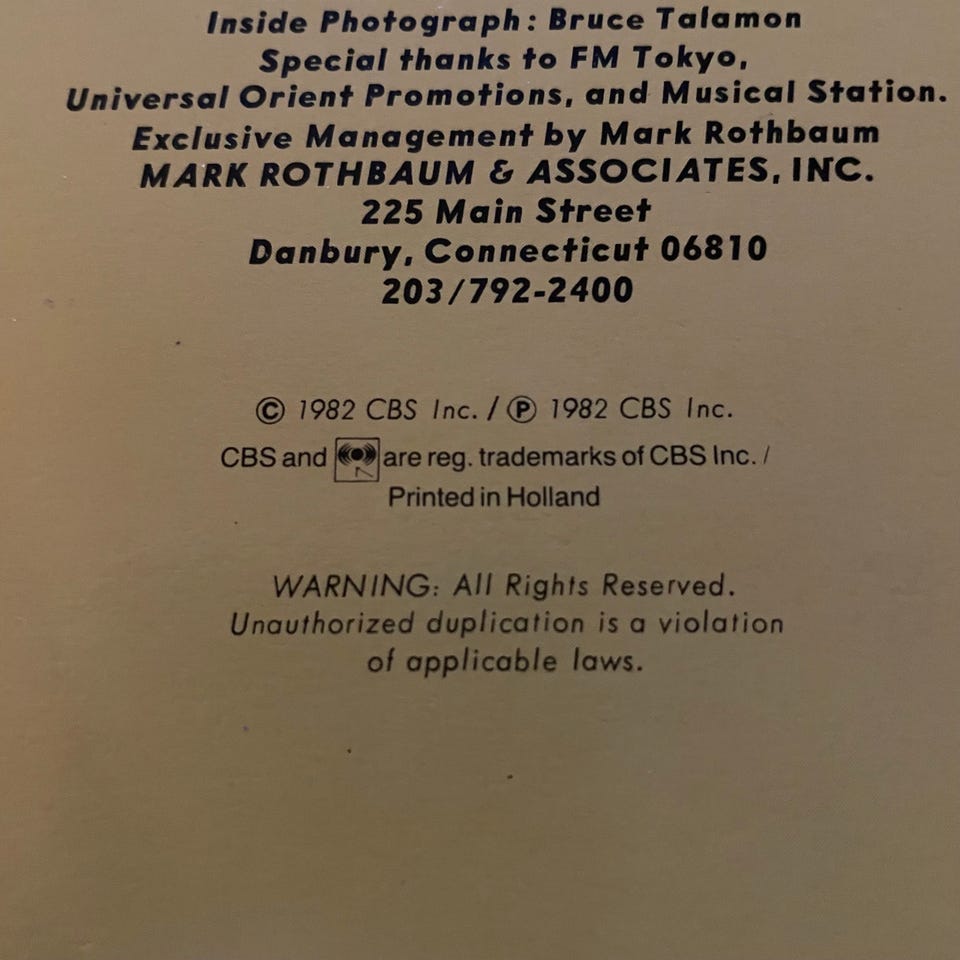 Inside Photograph: Bruce Talamon
Special thanks to FM Tokyo,
Universal Orient Promotions, and Musical Station.
Exclusive Management by Mark Rothbaum
MARK ROTHBAUM & ASSOCIATES, INC.
225 Main Street
Danbury, Connecticut 06810
203/792-2400
© 1982 CBS Inc. / ℗ 1982 CBS Inc.
CBS and are reg. trademarks of CBS Inc. /
Printed in Holland
WARNING: All Rights Reserved.
Unauthorized duplication is a violation
of applicable laws.